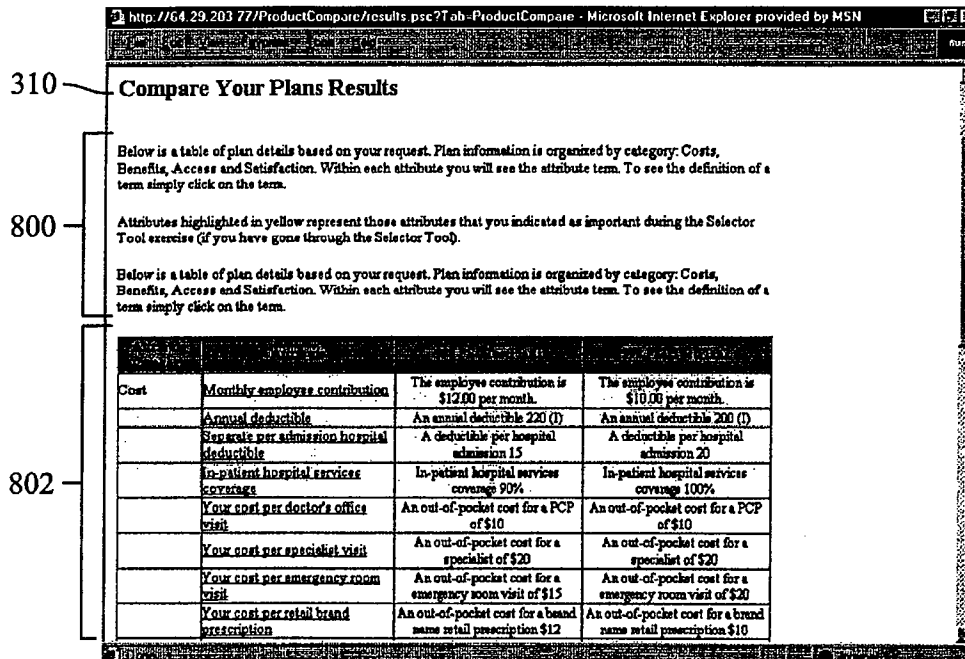 http://64.29.203 77/ProductCompare/results.psc?Tab=ProductCompare - Microsoft Internet Explorer provided by MSN
310
Compare Your Plans Results
800
Below is a table of plan details based on your request. Plan information is organized by category: Costs,
Benefits, Access and Satisfaction. Within each attribute you will see the attribute term. To see the definition of a
term simply click on the term.
Attributes highlighted in yellow represent those attributes that you indicated as important during the Selector
Tool exercise (if you have gone through the Selector Tool).
Below is a table of plan details based on your request. Plan information is organized by category: Costs,
Benefits, Access and Satisfaction. Within each attribute you will see the attribute term. To see the definition of a
term simply click on the term.
802
Cost
Monthly employee contribution
The employee contribution is
$12.00 per month.
The employee contribution is
$10.00 per month.
Annual deductible
An annual deductible 220 (I)
An annual deductible 200 (I)
Separate per admission hospital
deductible
A deductible per hospital
admission 15
A deductible per hospital
admission 20
In-patient hospital services
coverage
In-patient hospital services
coverage 90%
In-patient hospital services
coverage 100%
Your cost per doctor's office
visit
An out-of-pocket cost for a PCP
of $10
An out-of-pocket cost for a PCP
of $10
Your cost per specialist visit
An out-of-pocket cost for a
specialist of $20
An out-of-pocket cost for a
specialist of $20
Your cost per emergency room
visit
An out-of-pocket cost for a
emergency room visit of $15
An out-of-pocket cost for a
emergency room visit of $20
Your cost per retail brand
prescription
An out-of-pocket cost for a brand
name retail prescription $12
An out-of-pocket cost for a brand
name retail prescription $10